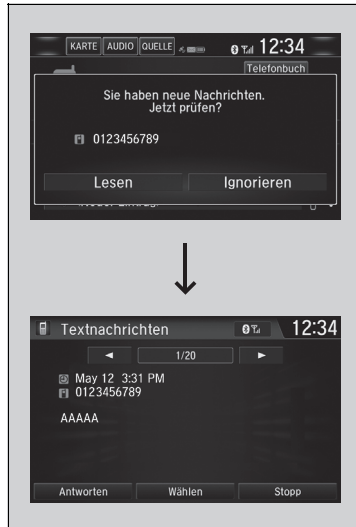 KARTE AUDIO QUELLE 12:34
Telefonbuch
Sie haben neue Nachrichten.
Jetzt prüfen?
0123456789
Lesen Ignorieren
Textnachrichten 12:34
◄ 1/20 ►
May 12 3:31 PM
0123456789
AAAAA
Antworten Wählen Stopp